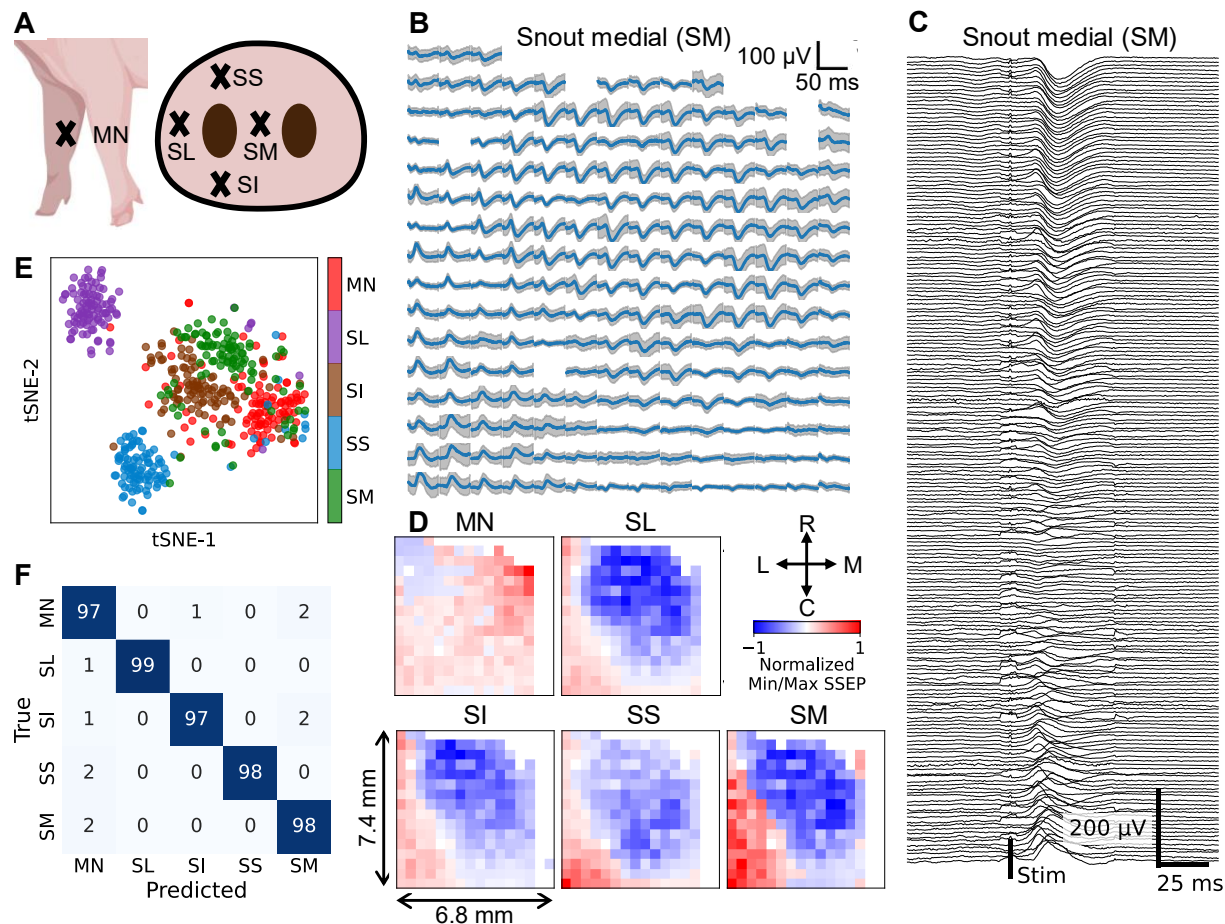 A
SS
MN
SL
SM
SI
B
Snout medial (SM)
100 µV
50 ms
C
Snout medial (SM)
200 µV
Stim
25 ms
E
tSNE-2
tSNE-1
MN
SL
SI
SS
SM
D
MN
SL
R
L
M
C
−1
1
Normalized
Min/Max SSEP
SI
SS
SM
7.4 mm
6.8 mm
F
True
MN
97 0 1 0 2
SL
1 99 0 0 0
SI
1 0 97 0 2
SS
2 0 0 98 0
SM
2 0 0 0 98
MN SL SI SS SM
Predicted